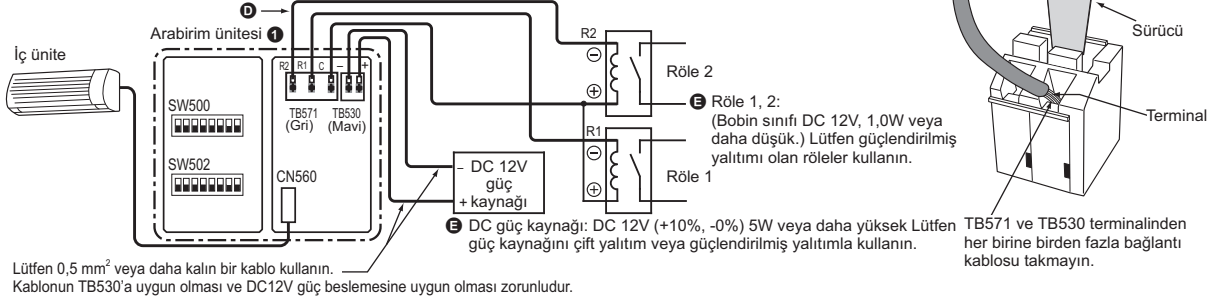 D
Arabirim ünitesi 1
İç ünite
R2 R1 C – +
SW500
TB571
(Gri)
TB530
(Mavi)
SW502
CN560
R2
–
+
Röle 2
E Röle 1, 2:
(Bobin sınıfı DC 12V, 1,0W veya
daha düşük.) Lütfen güçlendirilmiş
yalıtımı olan röleler kullanın.
R1
–
+
Röle 1
– DC 12V
güç
+ kaynağı
E DC güç kaynağı: DC 12V (+10%, -0%) 5W veya daha yüksek Lütfen
güç kaynağını çift yalıtım veya güçlendirilmiş yalıtımla kullanın.
Lütfen 0,5 mm² veya daha kalın bir kablo kullanın.
Kablonun TB530'a uygun olması ve DC12V güç beslemesine uygun olması zorunludur.
Sürücü
Terminal
TB571 ve TB530 terminalinden
her birine birden fazla bağlantı
kablosu takmayın.